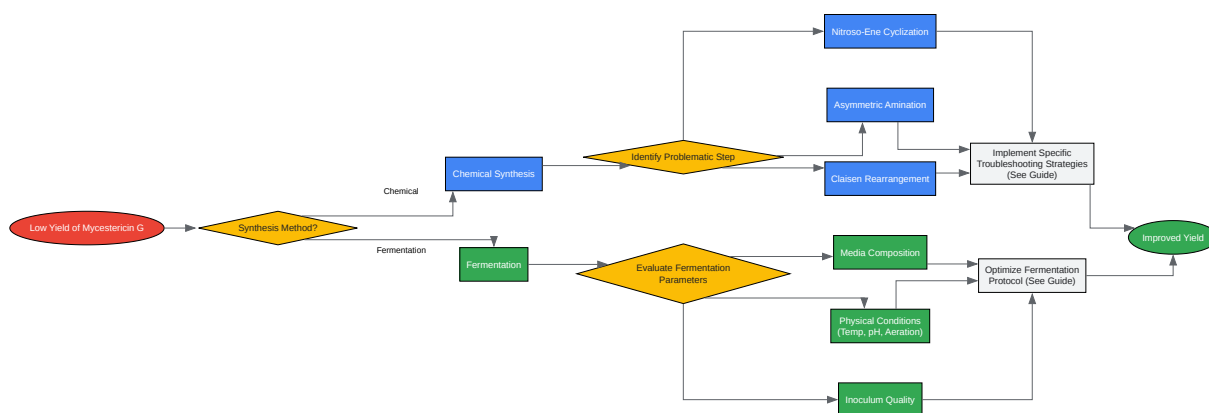 Low Yield of Mycestericin G
Synthesis Method?
Chemical
Fermentation
Chemical Synthesis
Fermentation
Identify Problematic Step
Evaluate Fermentation
Parameters
Nitroso-Ene Cyclization
Asymmetric Amination
Claisen Rearrangement
Media Composition
Physical Conditions
(Temp, pH, Aeration)
Inoculum Quality
Implement Specific
Troubleshooting Strategies
(See Guide)
Optimize Fermentation
Protocol (See Guide)
Improved Yield